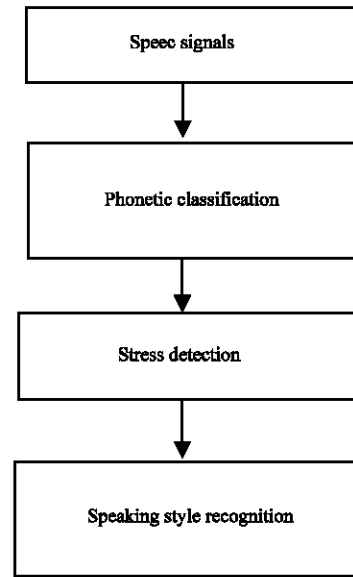 Speec signals
Phonetic classification
Stress detection
Speaking style recognition